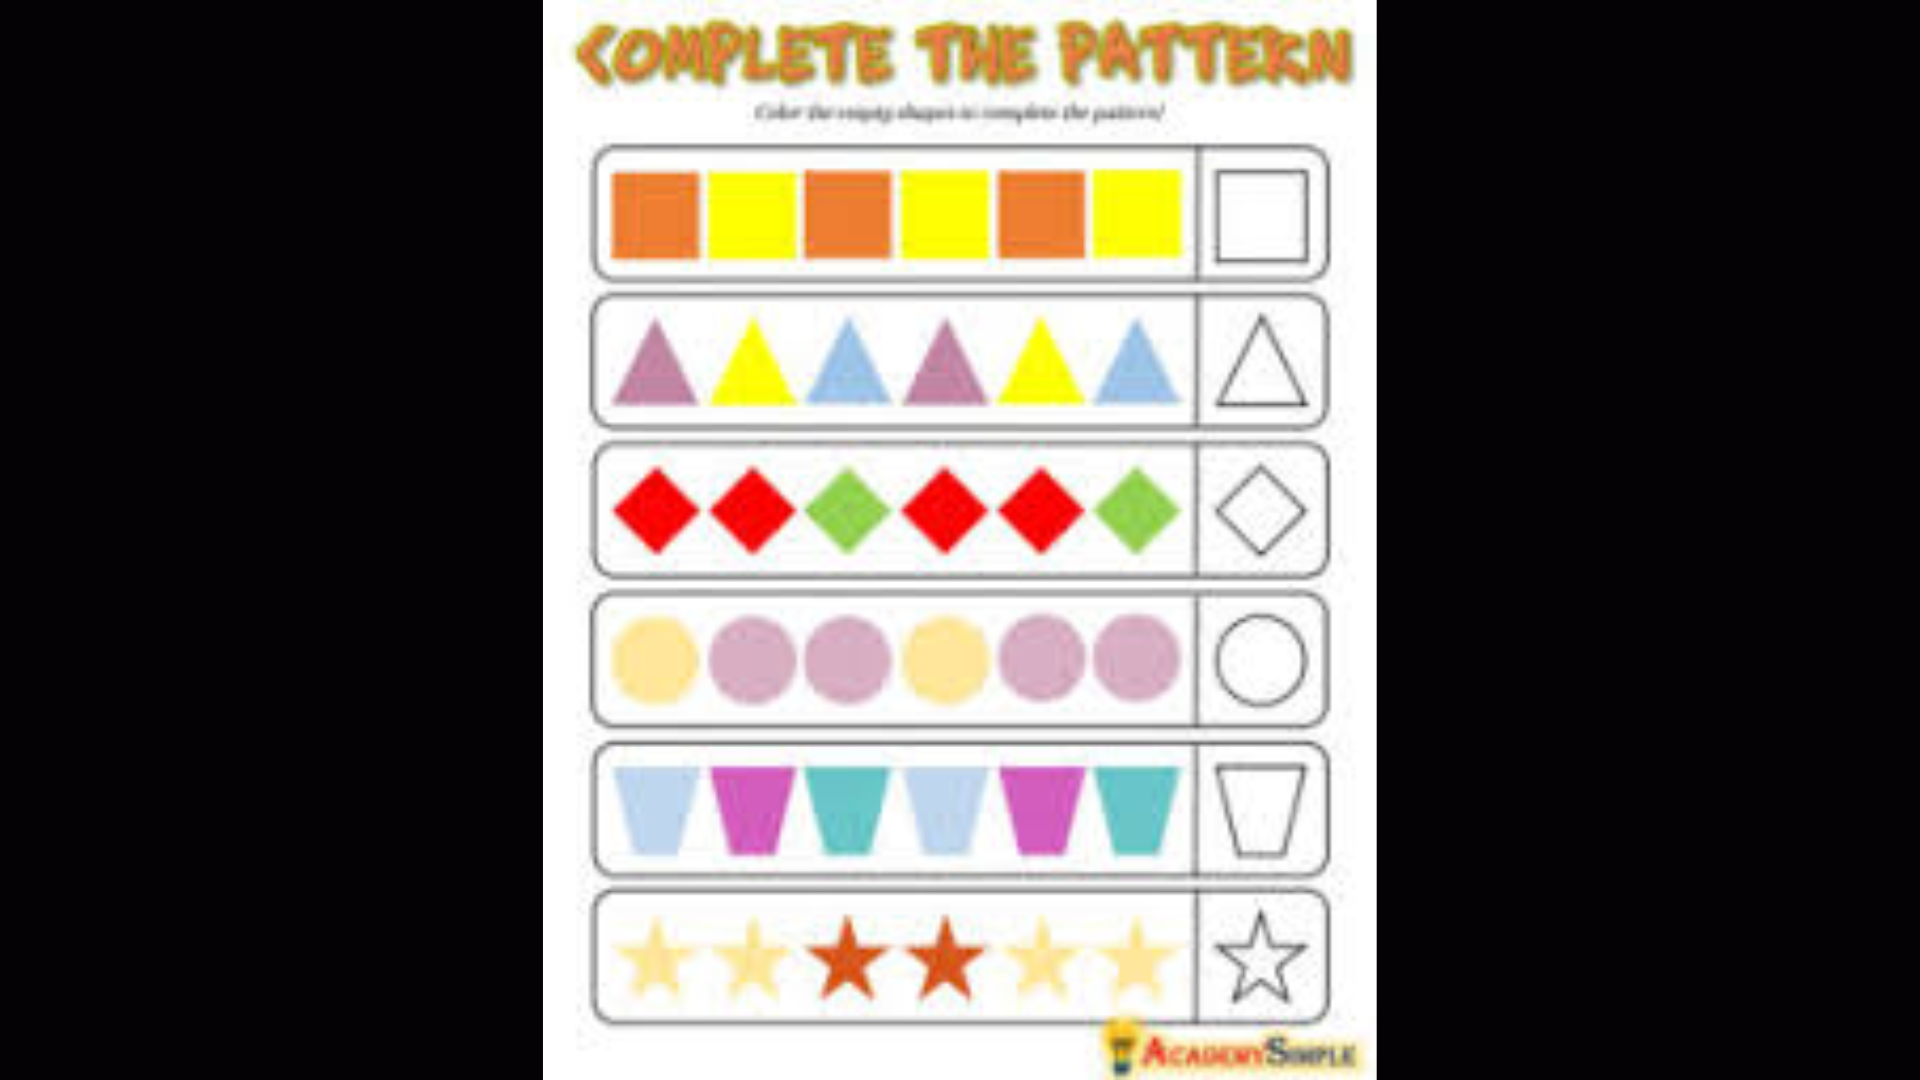 COMPLETE THE PATTERN
Color the empty shapes to complete the pattern!
ACADEMYSIMPLE